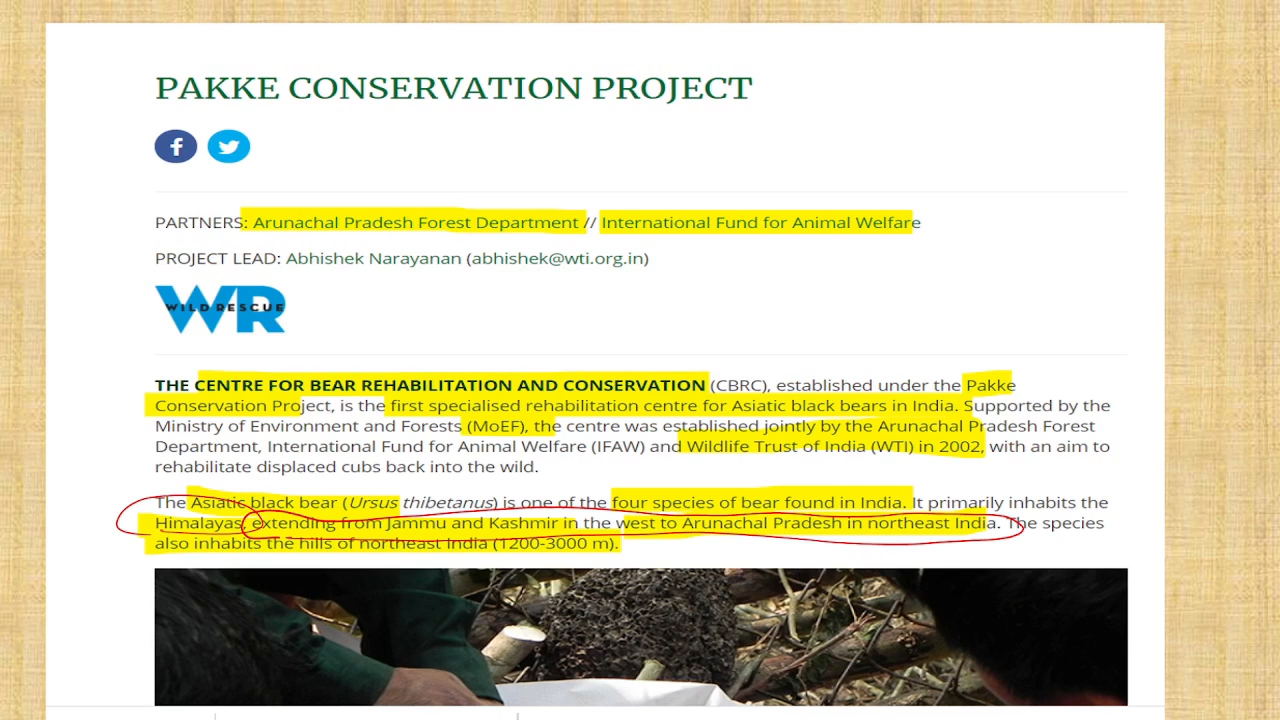 PAKKE CONSERVATION PROJECT
PARTNERS: Arunachal Pradesh Forest Department // International Fund for Animal Welfare
PROJECT LEAD: Abhishek Narayanan (abhishek@wti.org.in)
WR
WILD RESCUE
THE CENTRE FOR BEAR REHABILITATION AND CONSERVATION (CBRC), established under the Pakke
Conservation Project, is the first specialised rehabilitation centre for Asiatic black bears in India. Supported by the
Ministry of Environment and Forests (MoEF), the centre was established jointly by the Arunachal Pradesh Forest
Department, International Fund for Animal Welfare (IFAW) and Wildlife Trust of India (WTI) in 2002, with an aim to
rehabilitate displaced cubs back into the wild.
The Asiatic black bear (Ursus thibetanus) is one of the four species of bear found in India. It primarily inhabits the
Himalayas, extending from Jammu and Kashmir in the west to Arunachal Pradesh in northeast India. The species
also inhabits the hills of northeast India (1200-3000 m).